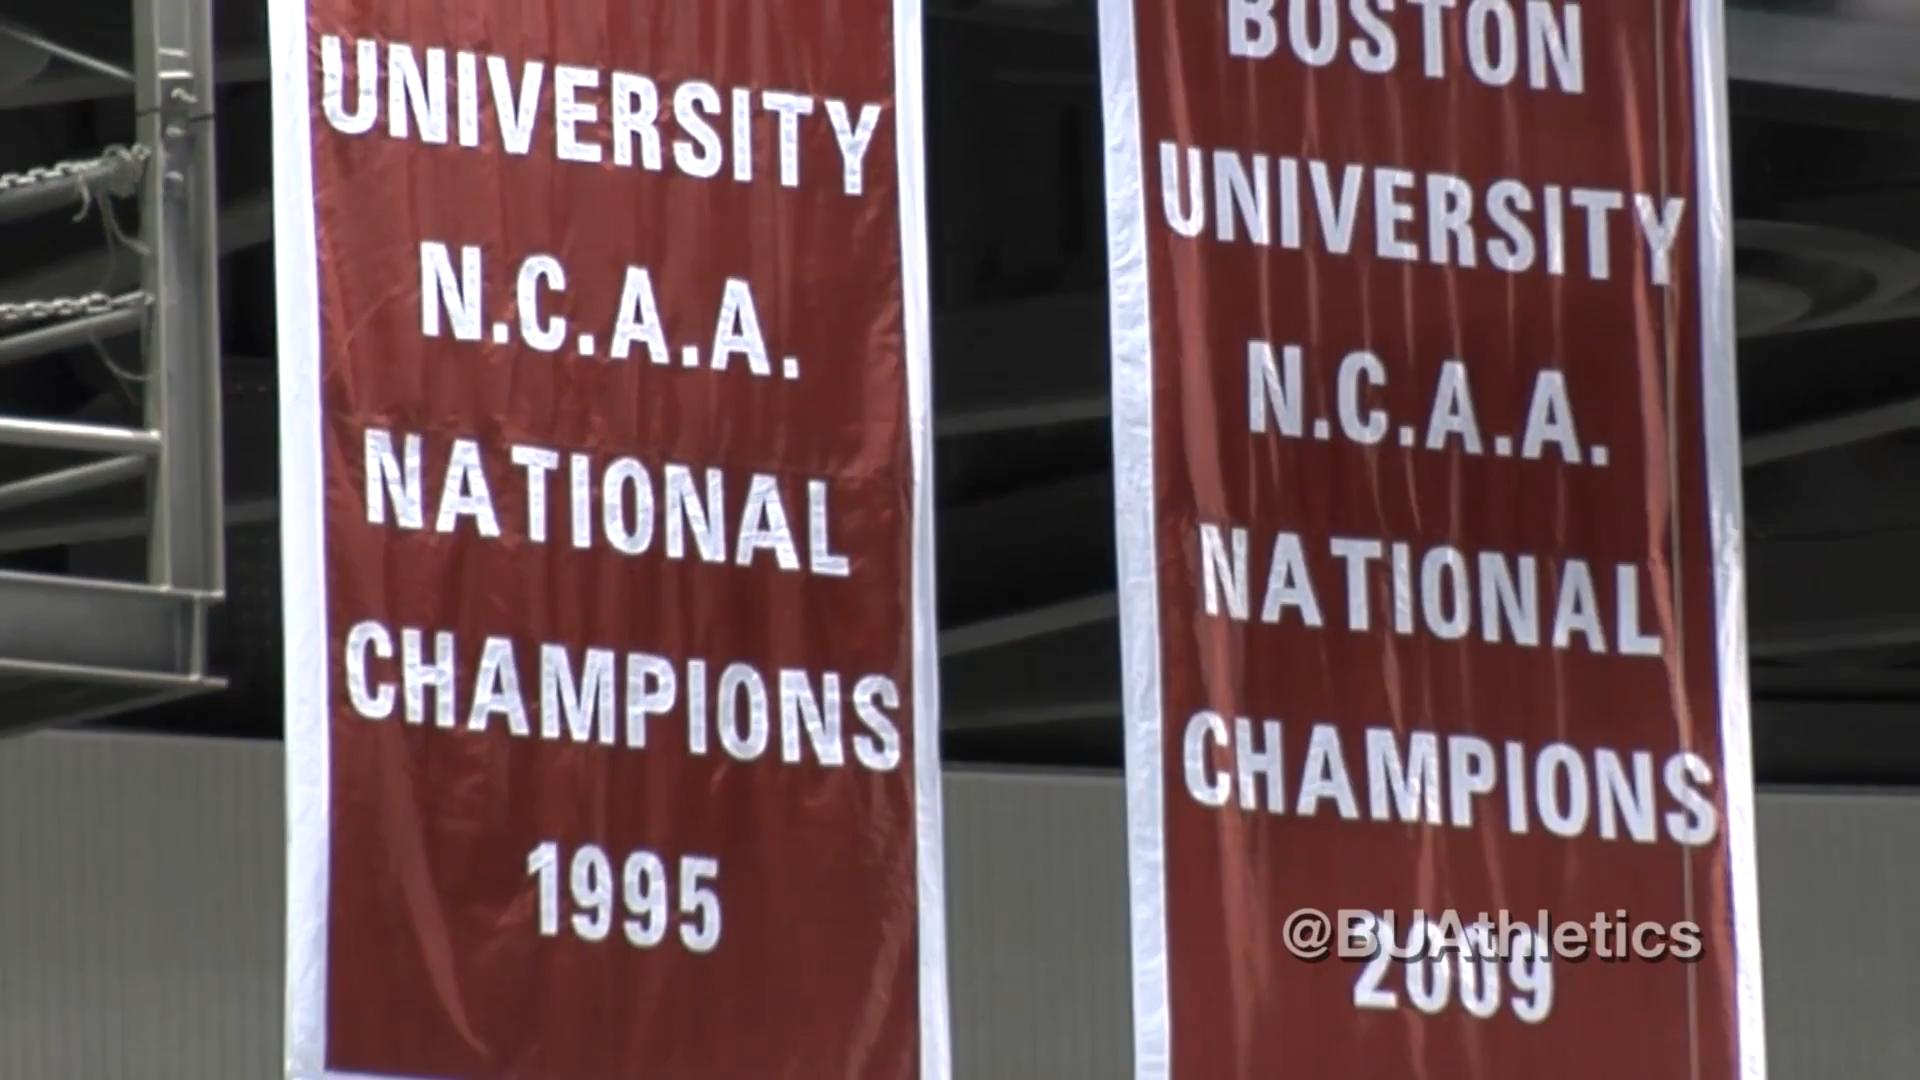 UNIVERSITY
N.C.A.A.
NATIONAL
CHAMPIONS
1995
BOSTON
UNIVERSITY
N.C.A.A.
NATIONAL
CHAMPIONS
@BUAthletics
2009